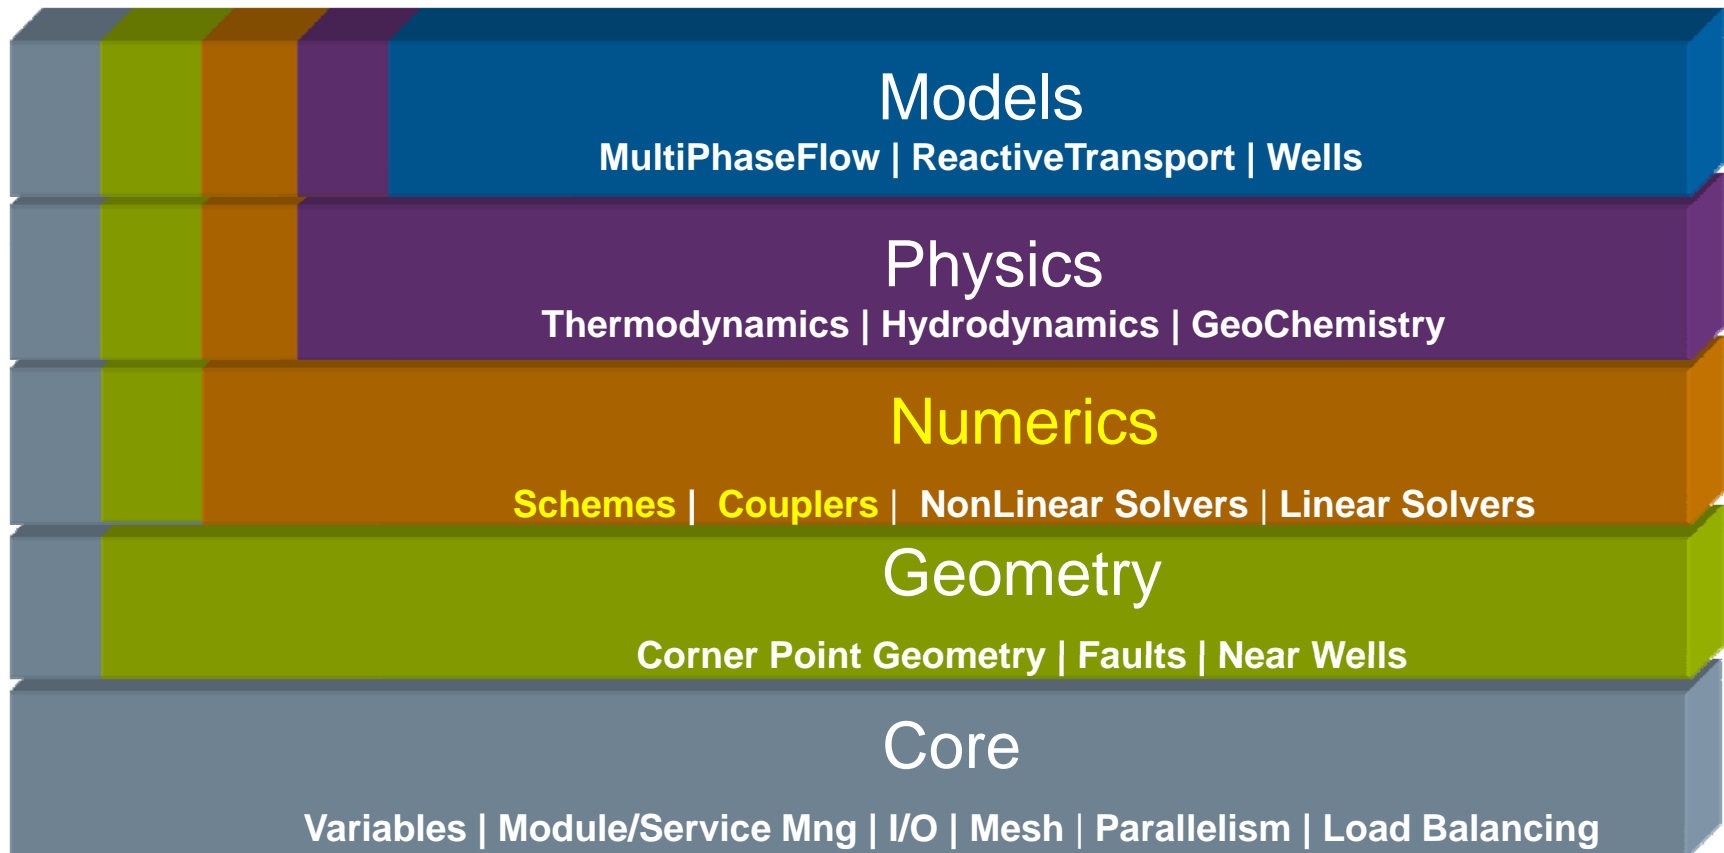 Models
MultiPhaseFlow | ReactiveTransport | Wells
Physics
Thermodynamics | Hydrodynamics | GeoChemistry
Numerics
Schemes | Couplers | NonLinear Solvers | Linear Solvers
Geometry
Corner Point Geometry | Faults | Near Wells
Core
Variables | Module/Service Mng | I/O | Mesh | Parallelism | Load Balancing